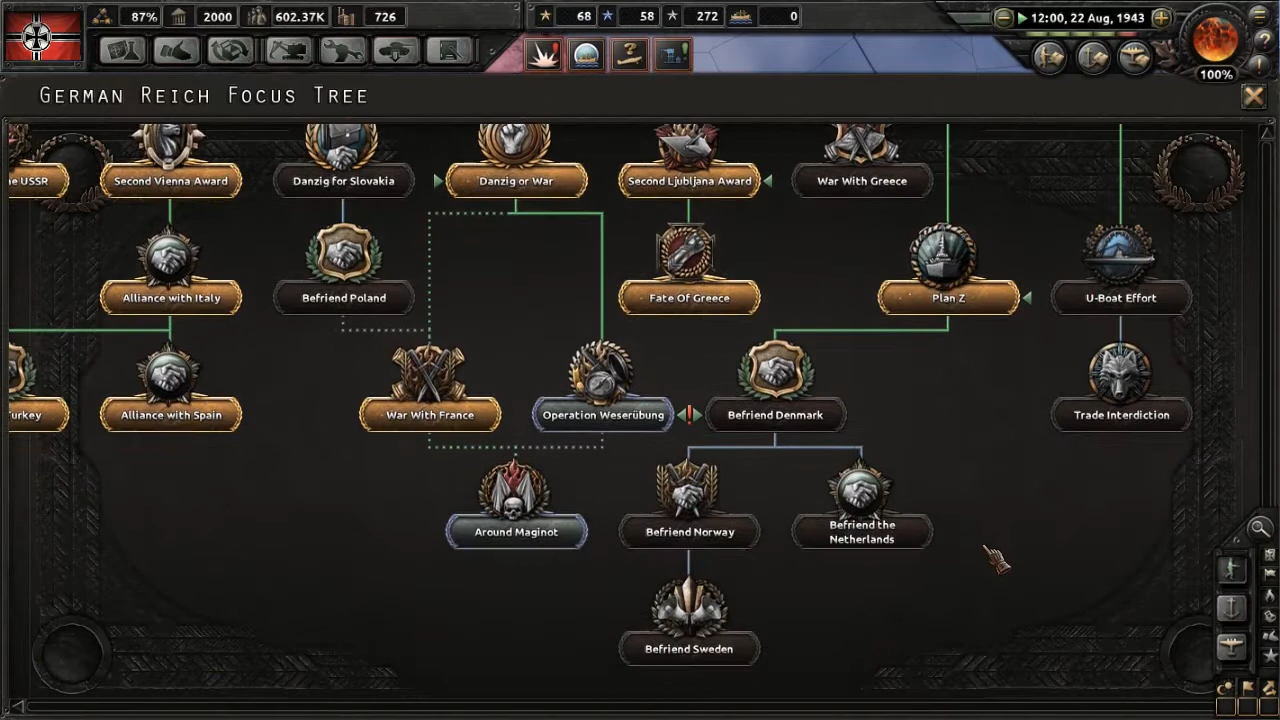 87%
2000
602.37K
726
68
58
272
0
12:00, 22 Aug, 1943
100%
German Reich Focus Tree
he USSR
Second Vienna Award
Danzig for Slovakia
Danzig or War
Second Ljubljana Award
War With Greece
Alliance with Italy
Befriend Poland
Fate Of Greece
Plan Z
U-Boat Effort
Turkey
Alliance with Spain
War With France
Operation Weserübung
Befriend Denmark
Trade Interdiction
Around Maginot
Befriend Norway
Befriend the
Netherlands
Befriend Sweden